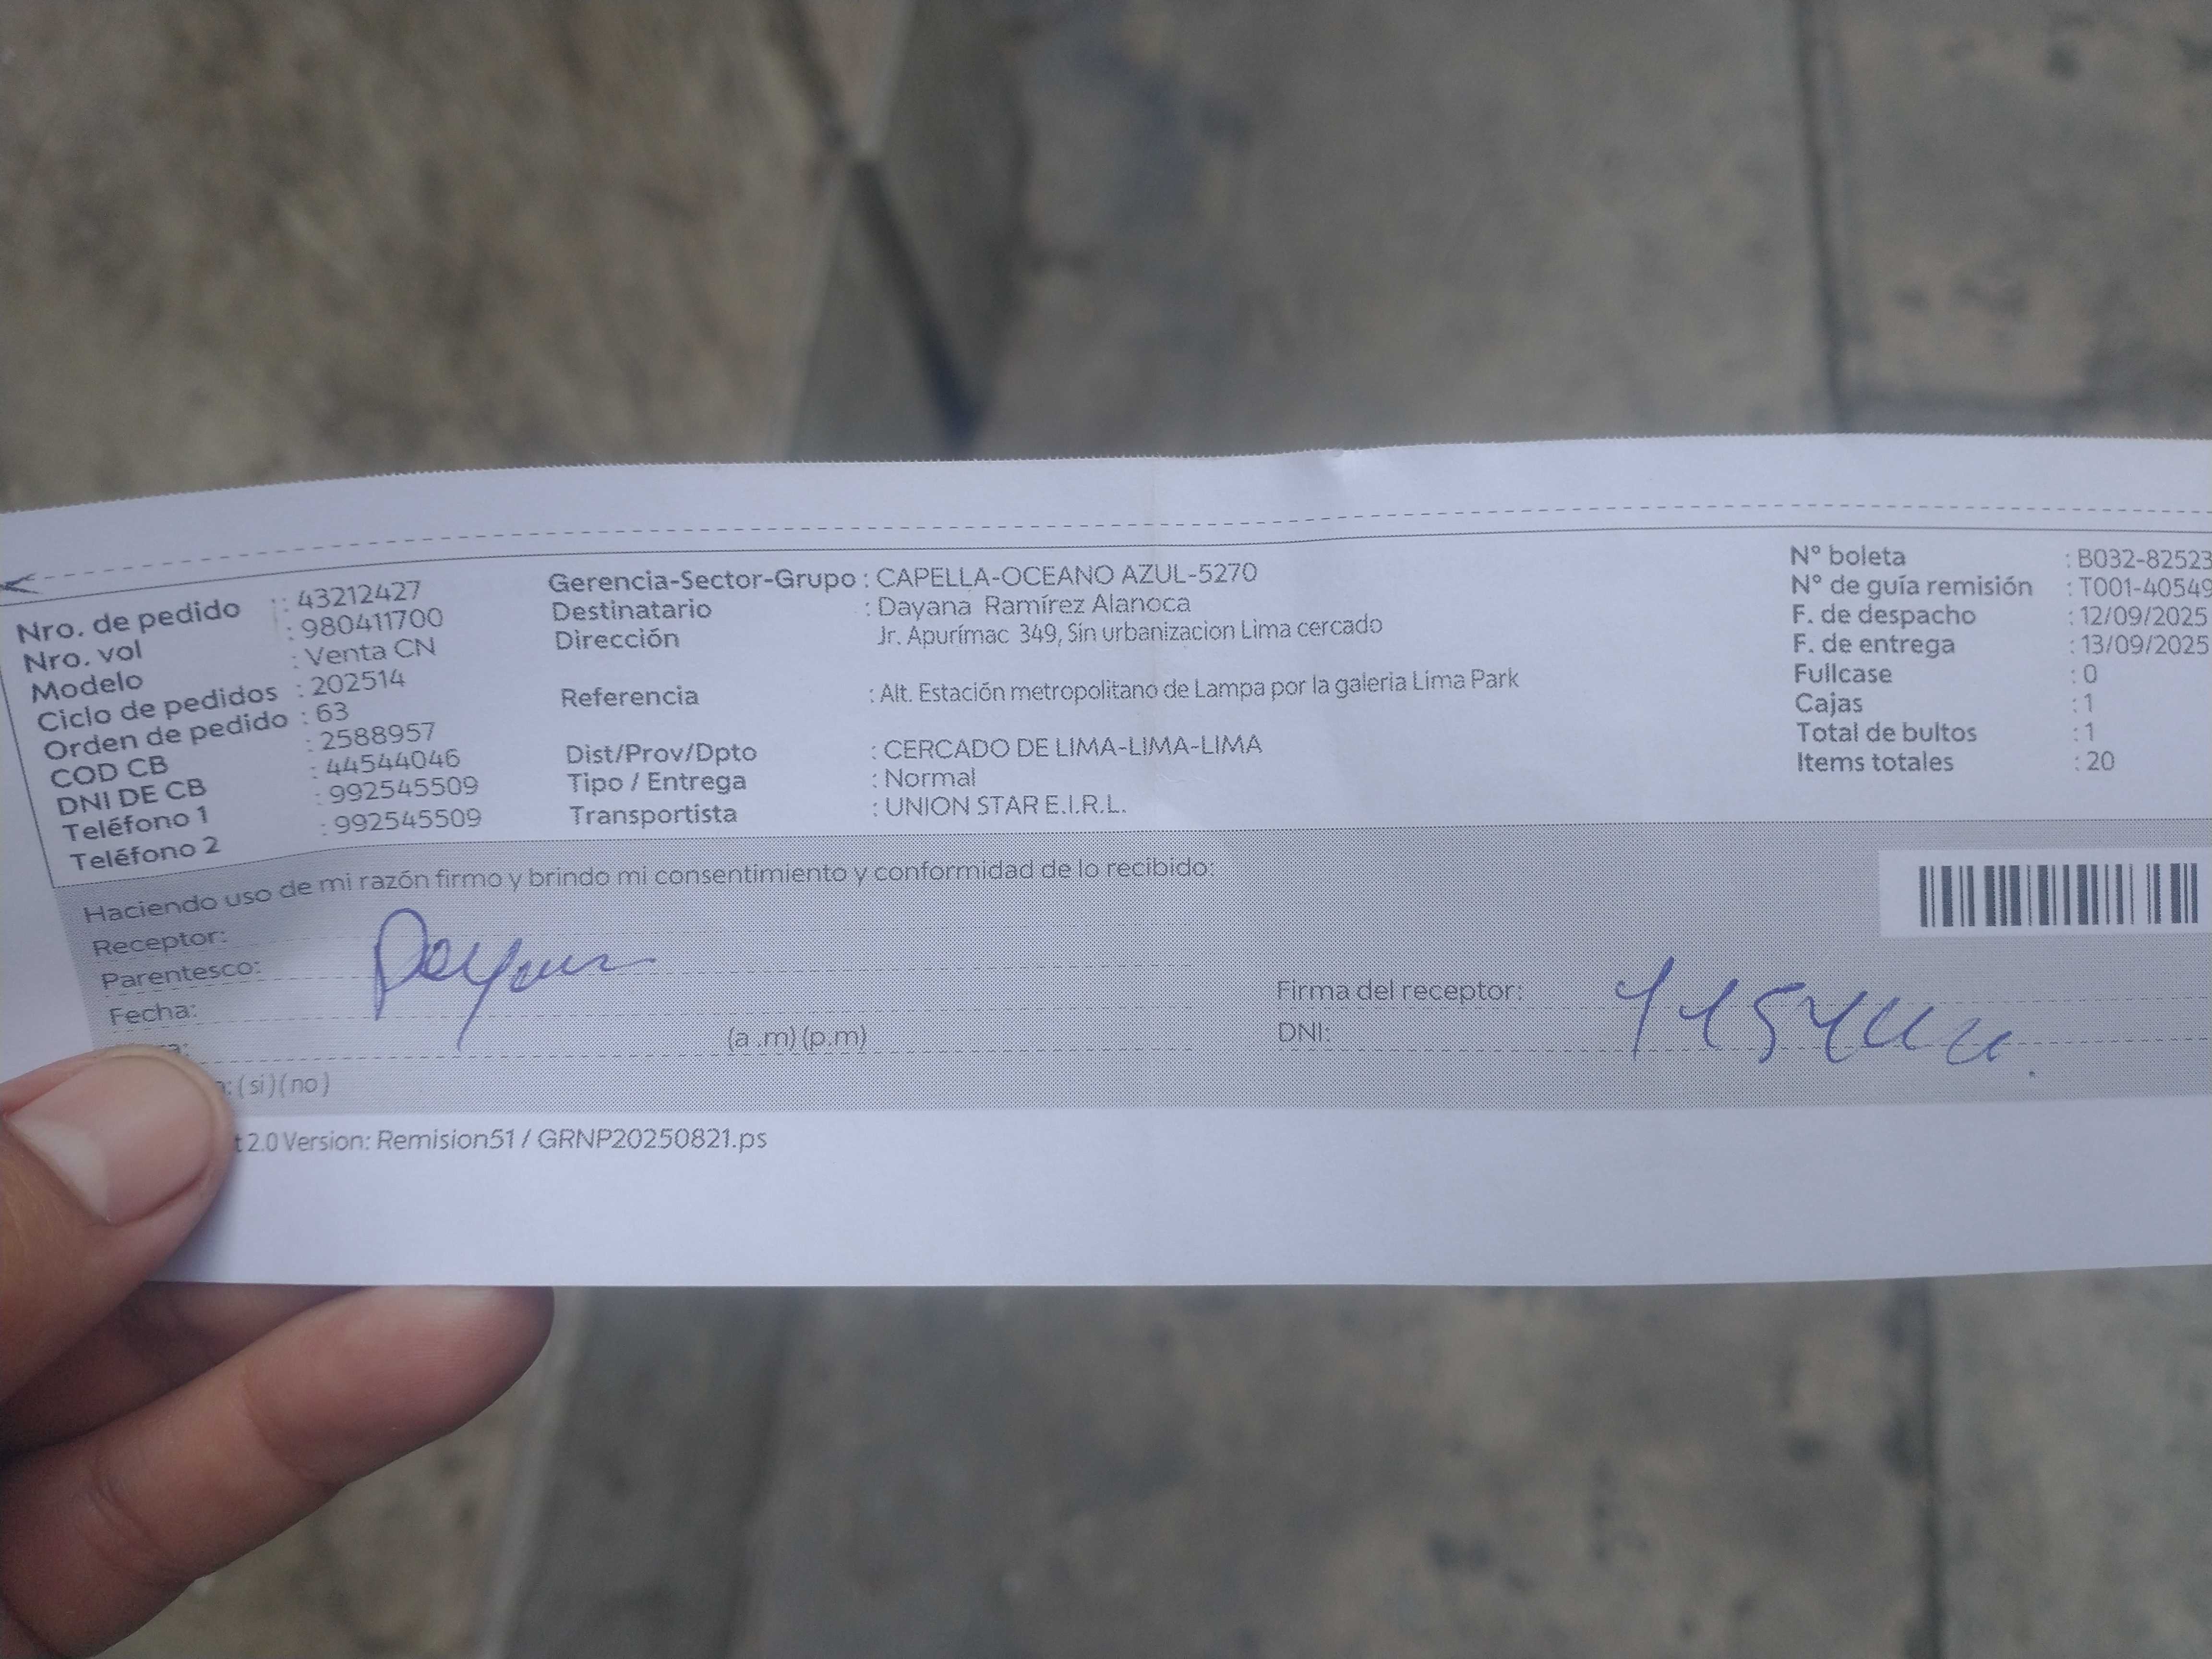 Nro. de pedido : 43212427
Nro. vol : 980411700
Modelo : Venta CN
Ciclo de pedidos : 202514
Orden de pedido : 63
COD CB : 2588957
DNI DE CB : 44544046
Teléfono 1 : 992545509
Teléfono 2 : 992545509
Gerencia-Sector-Grupo : CAPELLA-OCEANO AZUL-5270
Destinatario : Dayana Ramírez Alanoca
Dirección Jr. Apurímac 349, Sin urbanizacion Lima cercado
Referencia : Alt. Estación metropolitano de Lampa por la galeria Lima Park
Dist/Prov/Dpto : CERCADO DE LIMA-LIMA-LIMA
Tipo / Entrega : Normal
Transportista : UNION STAR E.I.R.L.
N° boleta : B032-82523
N° de guía remisión : T001-40549
F. de despacho : 12/09/2025
F. de entrega : 13/09/2025
Fullcase : 0
Cajas : 1
Total de bultos : 1
Items totales : 20
Haciendo uso de mi razón firmo y brindo mi consentimiento y conformidad de lo recibido:
Receptor:
Parentesco:
Fecha:
(a .m) (p.m)
: (si) (no)
Firma del receptor:
DNI:
t 2.0 Version: Remision51 / GRNP20250821.ps